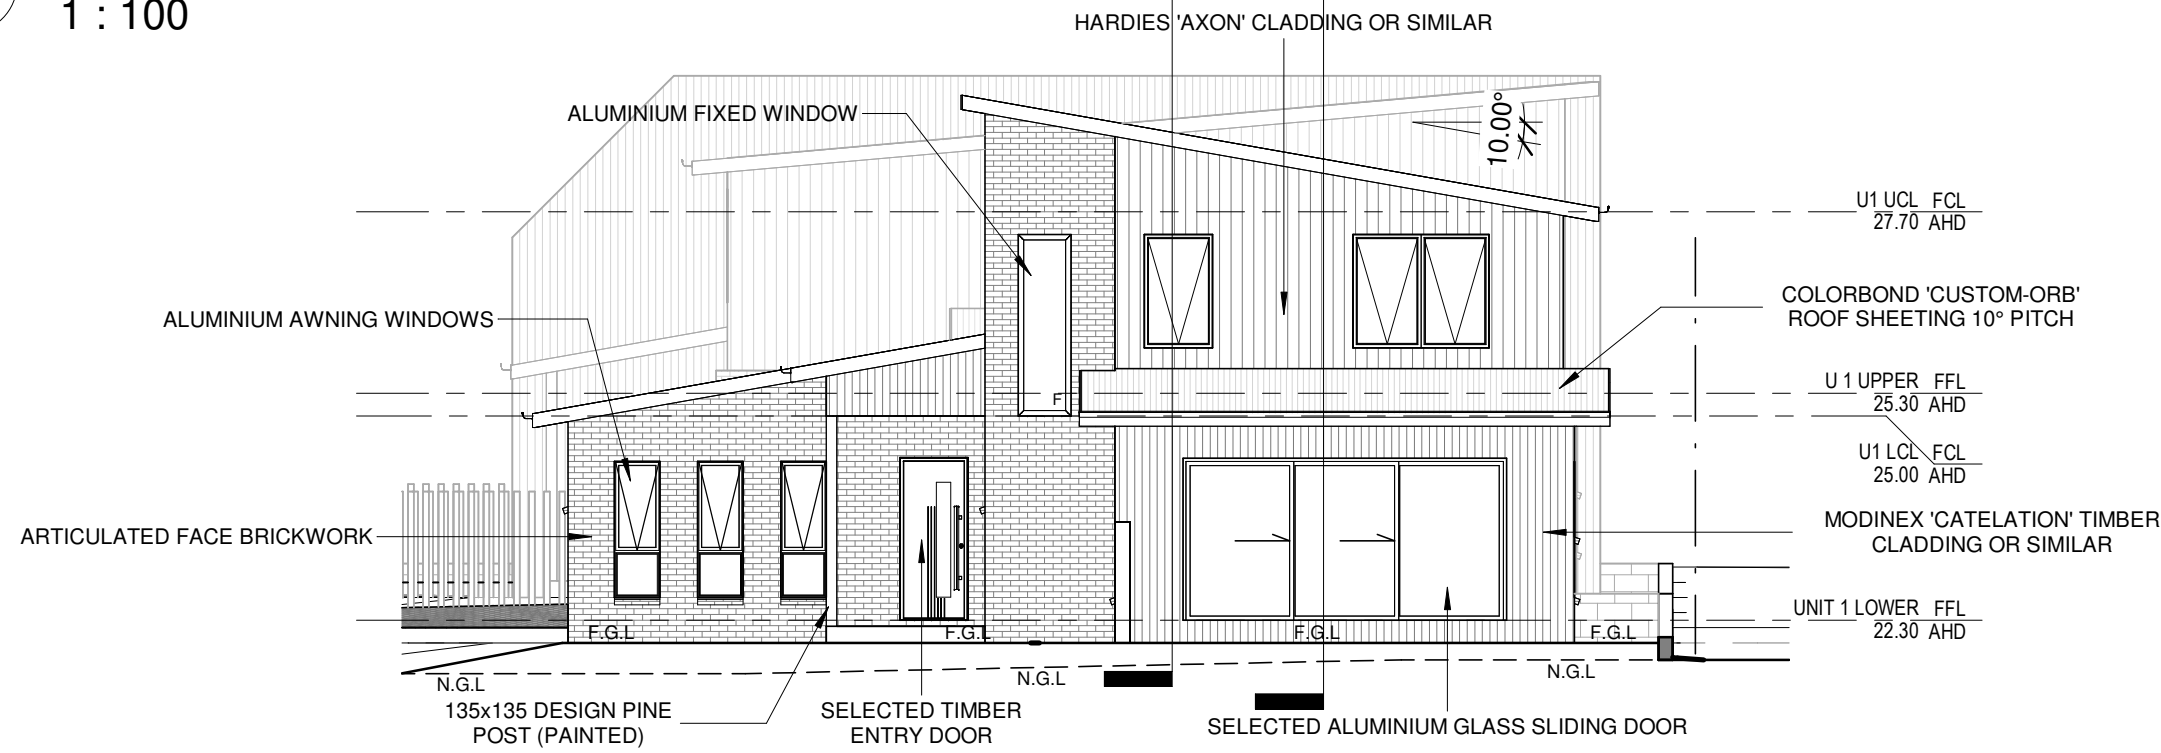 1 : 100
HARDIES 'AXON' CLADDING OR SIMILAR
ALUMINIUM FIXED WINDOW
10.00°
U1 UCL FCL
27.70 AHD
COLORBOND 'CUSTOM-ORB'
ROOF SHEETING 10° PITCH
ALUMINIUM AWNING WINDOWS
F
U 1 UPPER FFL
25.30 AHD
U1 LCL FCL
25.00 AHD
MODINEX 'CATELATION' TIMBER
CLADDING OR SIMILAR
ARTICULATED FACE BRICKWORK
UNIT 1 LOWER FFL
22.30 AHD
F.G.L
F.G.L
F.G.L
F.G.L
N.G.L
N.G.L
N.G.L
135x135 DESIGN PINE
POST (PAINTED)
SELECTED TIMBER
ENTRY DOOR
SELECTED ALUMINIUM GLASS SLIDING DOOR